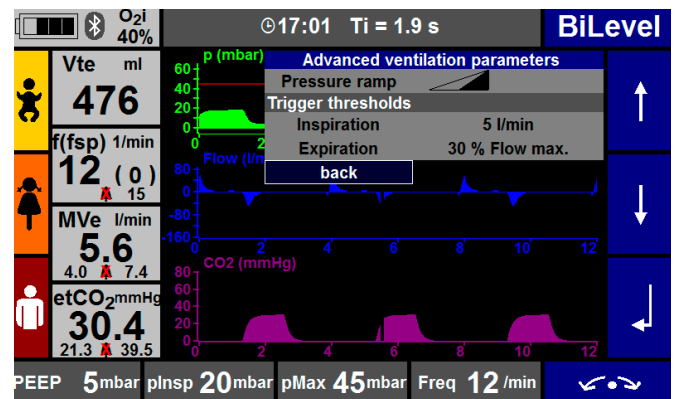 O2i
40%
17:01 Ti = 1.9 s
BiLevel
Vte ml
476
f(fsp) 1/min
12 ( 0 )
15
MVe l/min
5.6
4.0 7.4
etCO2 mmHg
30.4
21.3 39.5
p (mbar)
60
40
20
0
0 2
Advanced ventilation parameters
Pressure ramp
Trigger thresholds
Inspiration 5 l/min
Expiration 30 % Flow max.
back
Flow (l/m
80
0
-80
-160
0 2 4 6 8 10 12
CO2 (mmHg)
80
60
40
20
0
0 2 4 6 8 10 12
PEEP 5 mbar pInsp 20 mbar pMax 45 mbar Freq 12 /min